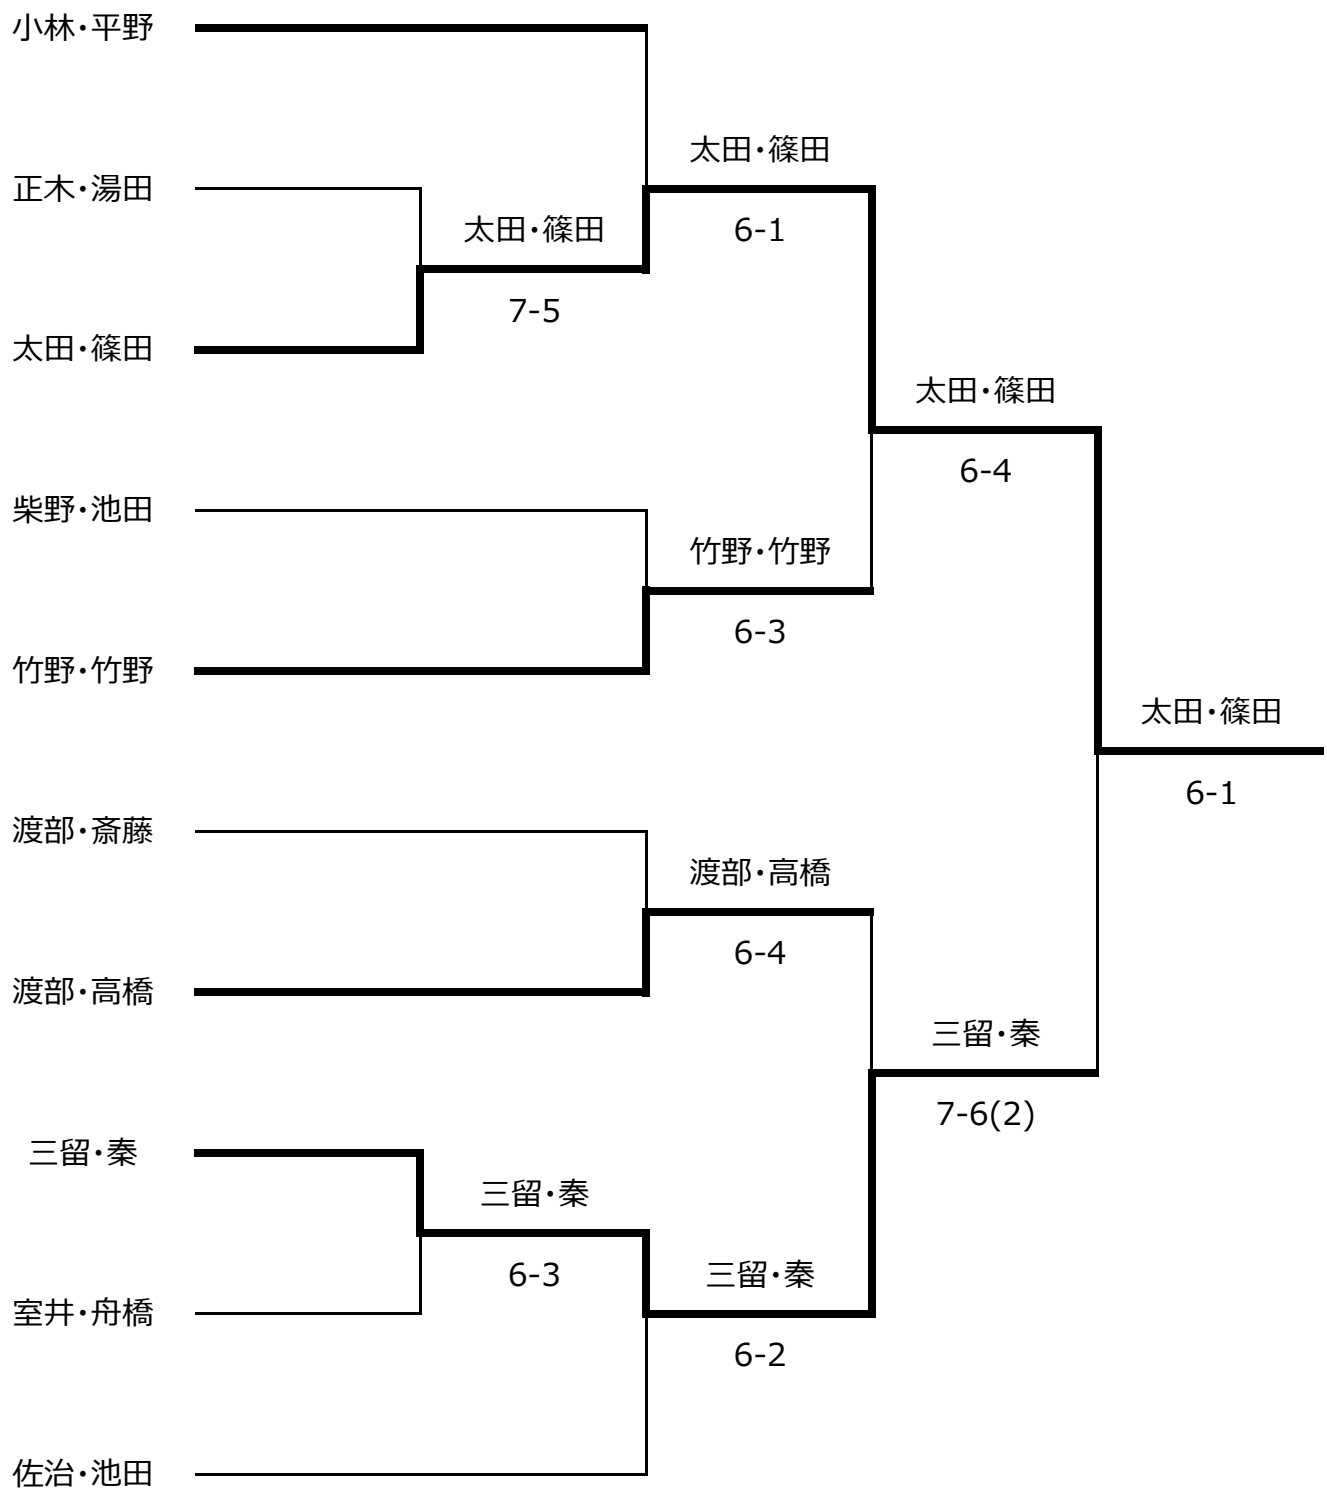 小林・平野
太田・篠田
正木・湯田
太田・篠田
6-1
7-5
太田・篠田
太田・篠田
6-4
柴野・池田
竹野・竹野
6-3
竹野・竹野
太田・篠田
6-1
渡部・斎藤
渡部・高橋
6-4
渡部・高橋
三留・秦
7-6(2)
三留・秦
三留・秦
6-3
三留・秦
室井・舟橋
6-2
佐治・池田